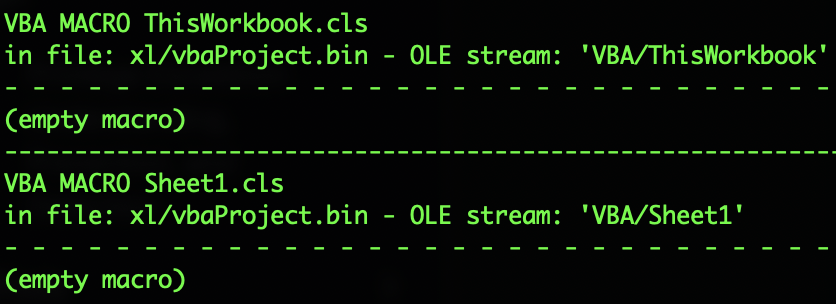 VBA MACRO ThisWorkbook.cls
in file: xl/vbaProject.bin - OLE stream: 'VBA/ThisWorkbook'
- - - - - - - - - - - - - - - - - - - - - - - - - - - - - -
(empty macro)
-------------------------------------------------------------------------------
VBA MACRO Sheet1.cls
in file: xl/vbaProject.bin - OLE stream: 'VBA/Sheet1'
- - - - - - - - - - - - - - - - - - - - - - - - - - - - - -
(empty macro)